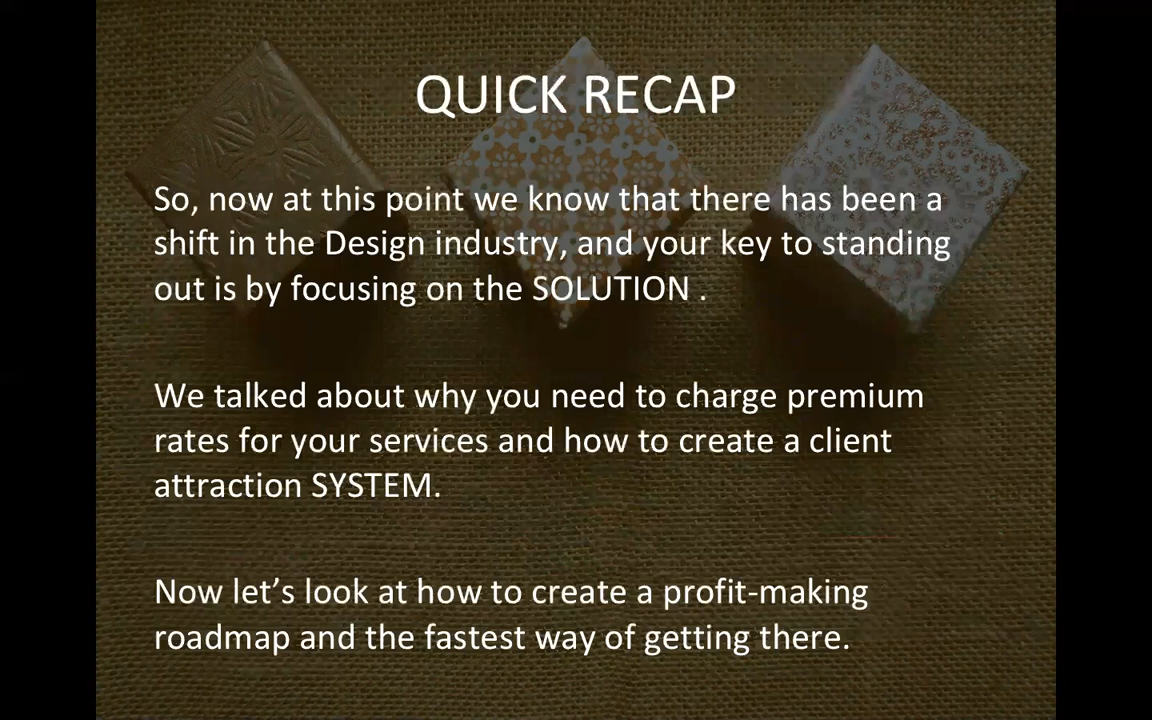 QUICK RECAP
So, now at this point we know that there has been a
shift in the Design industry, and your key to standing
out is by focusing on the SOLUTION .
We talked about why you need to charge premium
rates for your services and how to create a client
attraction SYSTEM.
Now let’s look at how to create a profit-making
roadmap and the fastest way of getting there.